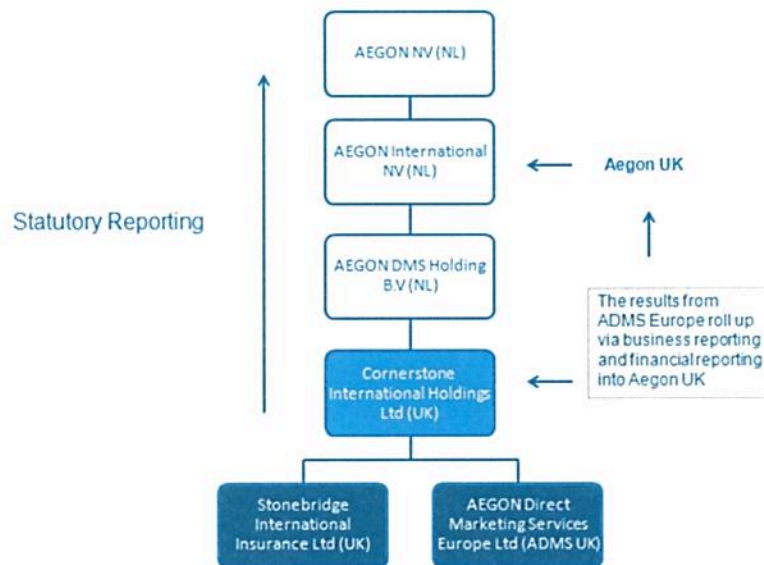 AEGON NV (NL)
AEGON International
NV (NL)
Aegon UK
Statutory Reporting
AEGON DMS Holding
B.V (NL)
The results from
ADMS Europe roll up
via business reporting
and financial reporting
into Aegon UK
Cornerstone
International Holdings
Ltd (UK)
Stonebridge
International
Insurance Ltd (UK)
AEGON Direct
Marketing Services
Europe Ltd (ADMS UK)